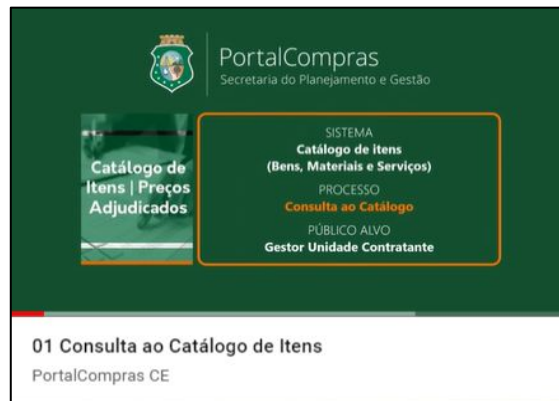 PortalCompras
Secretaria do Planejamento e Gestão
Catálogo de
Itens | Preços
Adjudicados
SISTEMA
Catálogo de itens
(Bens, Materiais e Serviços)
PROCESSO
Consulta ao Catálogo
PÚBLICO ALVO
Gestor Unidade Contratante
01 Consulta ao Catálogo de Itens
PortalCompras CE